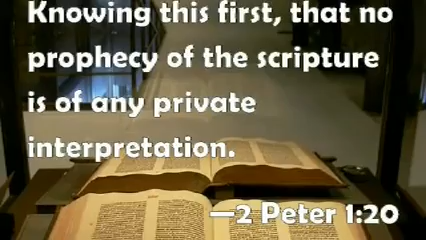 Knowing this first, that no
prophecy of the scripture
is of any private
interpretation.
—2 Peter 1:20